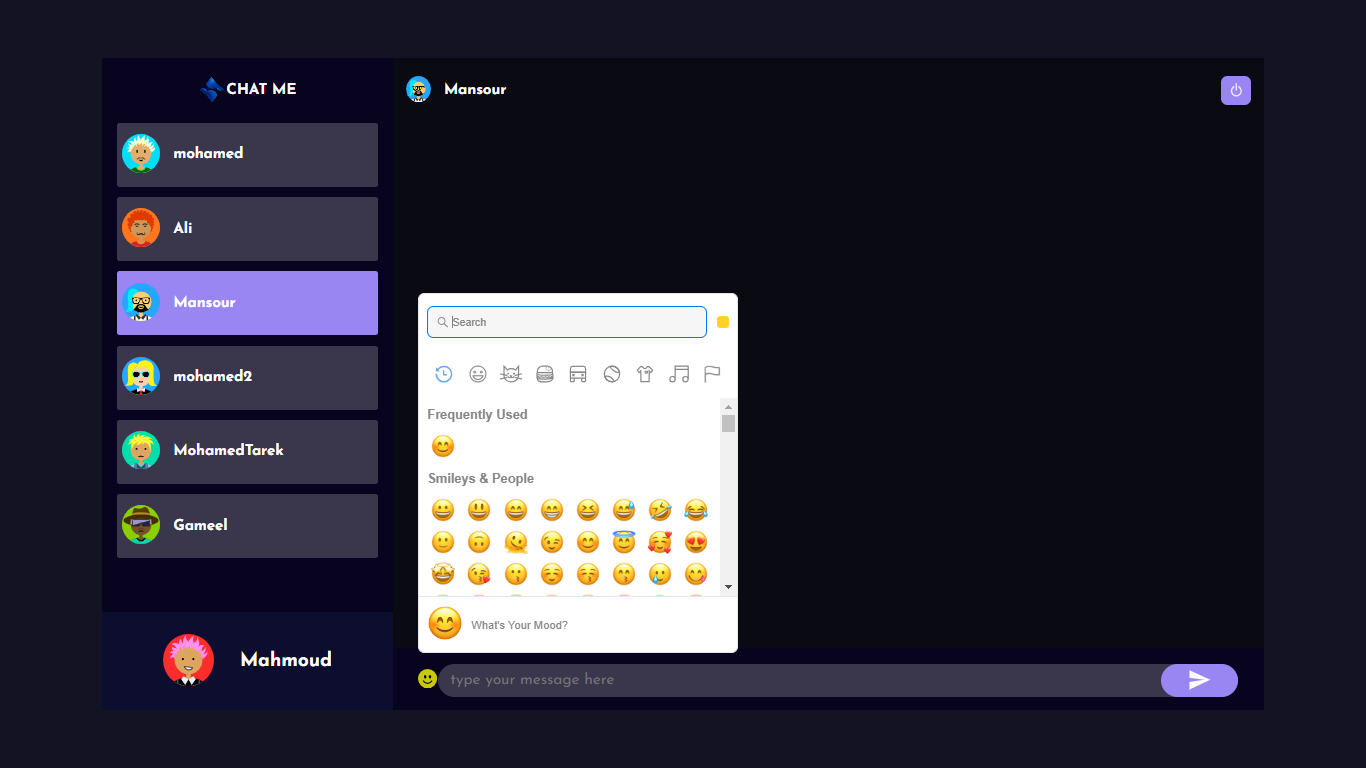 CHAT ME
mohamed
Ali
Mansour
mohamed2
MohamedTarek
Gameel
Mahmoud
Mansour
Search
Frequently Used
Smileys & People
What's Your Mood?
type your message here